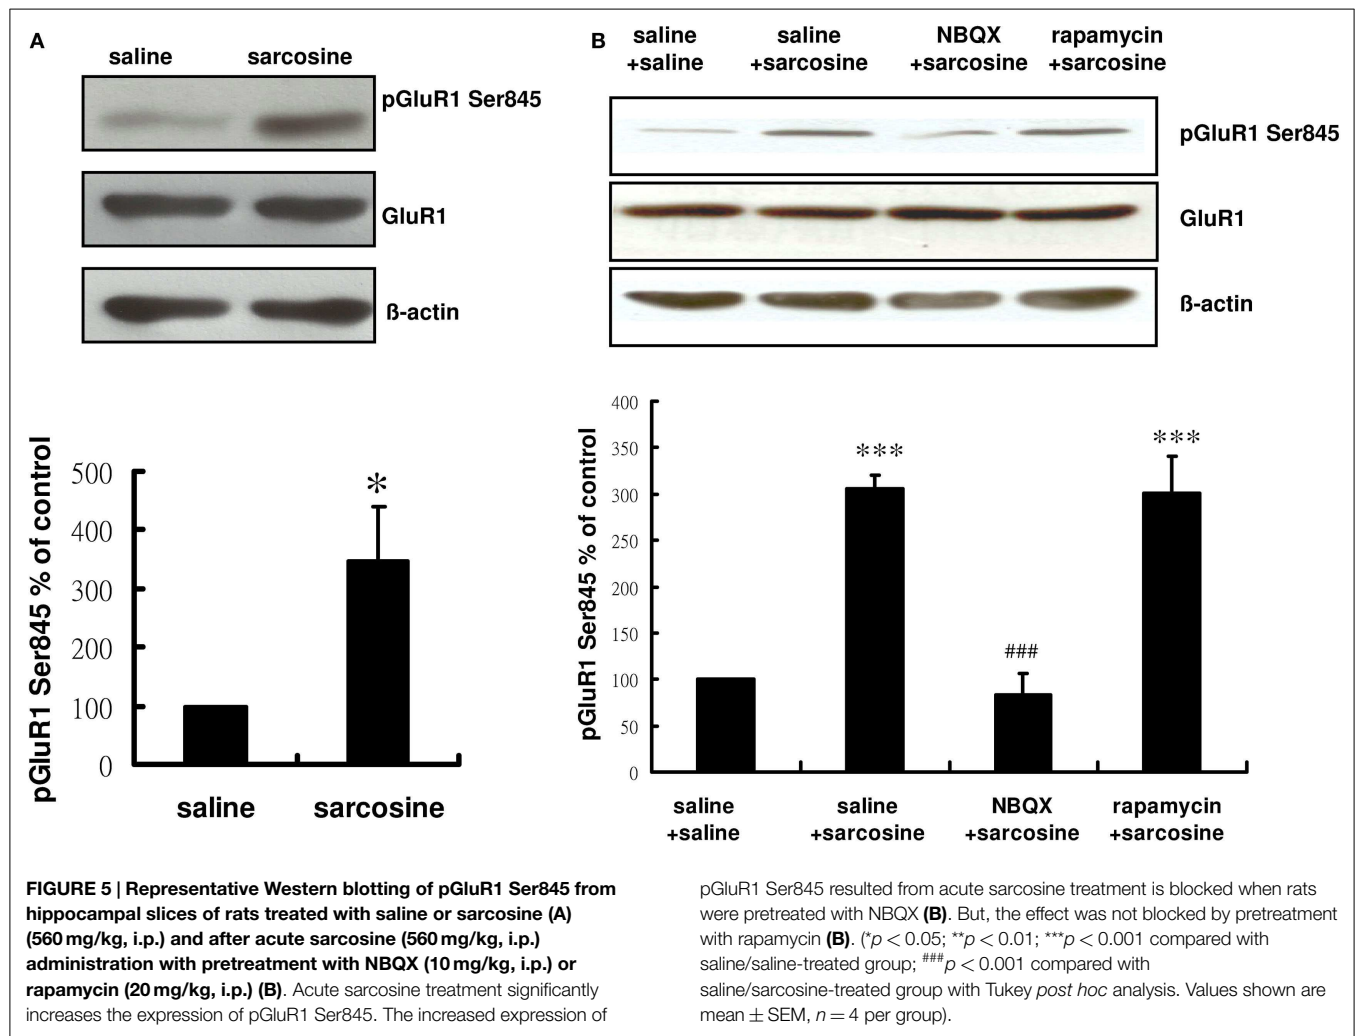 A
saline sarcosine
pGluR1 Ser845
GluR1
ß-actin
pGluR1 Ser845 % of control
500
400
300
200
100
0
*
saline sarcosine
B
saline saline NBQX rapamycin
+saline +sarcosine +sarcosine +sarcosine
pGluR1 Ser845
GluR1
ß-actin
pGluR1 Ser845 % of control
400
350
300
250
200
150
100
50
0
***
###
***
saline saline NBQX rapamycin
+saline +sarcosine +sarcosine +sarcosine
FIGURE 5 | Representative Western blotting of pGluR1 Ser845 from
hippocampal slices of rats treated with saline or sarcosine (A)
(560 mg/kg, i.p.) and after acute sarcosine (560 mg/kg, i.p.)
administration with pretreatment with NBQX (10 mg/kg, i.p.) or
rapamycin (20 mg/kg, i.p.) (B). Acute sarcosine treatment significantly
increases the expression of pGluR1 Ser845. The increased expression of
pGluR1 Ser845 resulted from acute sarcosine treatment is blocked when rats
were pretreated with NBQX (B). But, the effect was not blocked by pretreatment
with rapamycin (B). (*p < 0.05; **p < 0.01; ***p < 0.001 compared with
saline/saline-treated group; ###p < 0.001 compared with
saline/sarcosine-treated group with Tukey post hoc analysis. Values shown are
mean ± SEM, n = 4 per group).